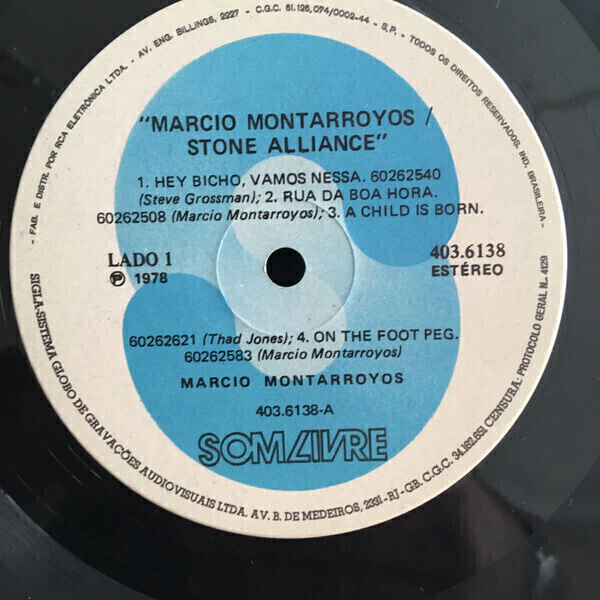 - FAB. E DISTR. POR RCA ELETRÔNICA LTDA. - AV. ENG. BILLINGS, 2227 - C.G.C. 61.126.074/0002-44 - S.P. - TODOS OS DIREITOS RESERVADOS. IND. BRASILEIRA -
"MARCIO MONTARROYOS /
STONE ALLIANCE"
1. HEY BICHO, VAMOS NESSA. 60262540
(Steve Grossman); 2. RUA DA BOA HORA.
60262508 (Marcio Montarroyos); 3. A CHILD IS BORN.
LADO 1
℗ 1978
403.6138
ESTÉREO
60262621 (Thad Jones); 4. ON THE FOOT PEG.
60262583 (Marcio Montarroyos)
MARCIO MONTARROYOS
403.6138-A
SOMLIVRE
SIGLA-SISTEMA GLOBO DE GRAVAÇÕES AUDIOVISUAIS LTDA. AV. B. DE MEDEIROS, 2331-RJ-GB. C.G.C. 34.162.651 CENSURA: PROTOCOLO GERAL N.º 4129